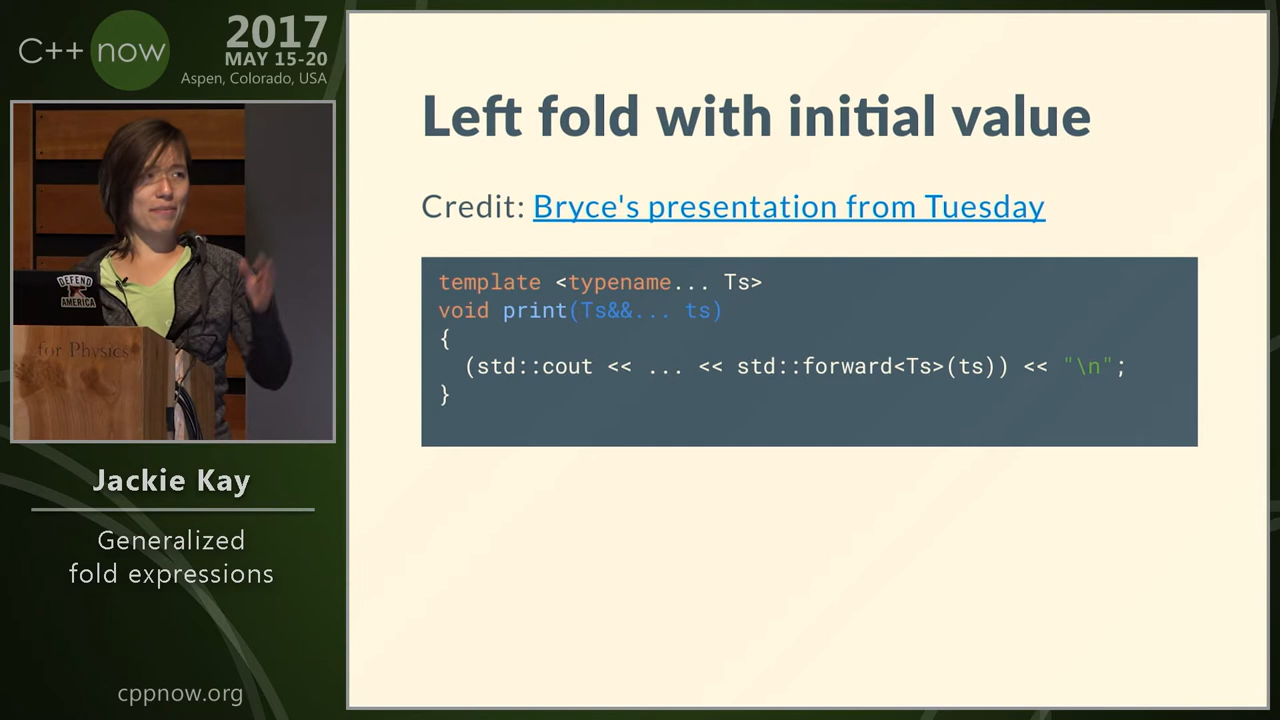 C++ now
2017
MAY 15-20
Aspen, Colorado, USA
DEFEND
AMERICA
for Physics
Jackie Kay
Generalized
fold expressions
cppnow.org
Left fold with initial value
Credit: Bryce's presentation from Tuesday
template <typename... Ts>
void print(Ts&&... ts)
{
  (std::cout << ... << std::forward<Ts>(ts)) << "\n";
}